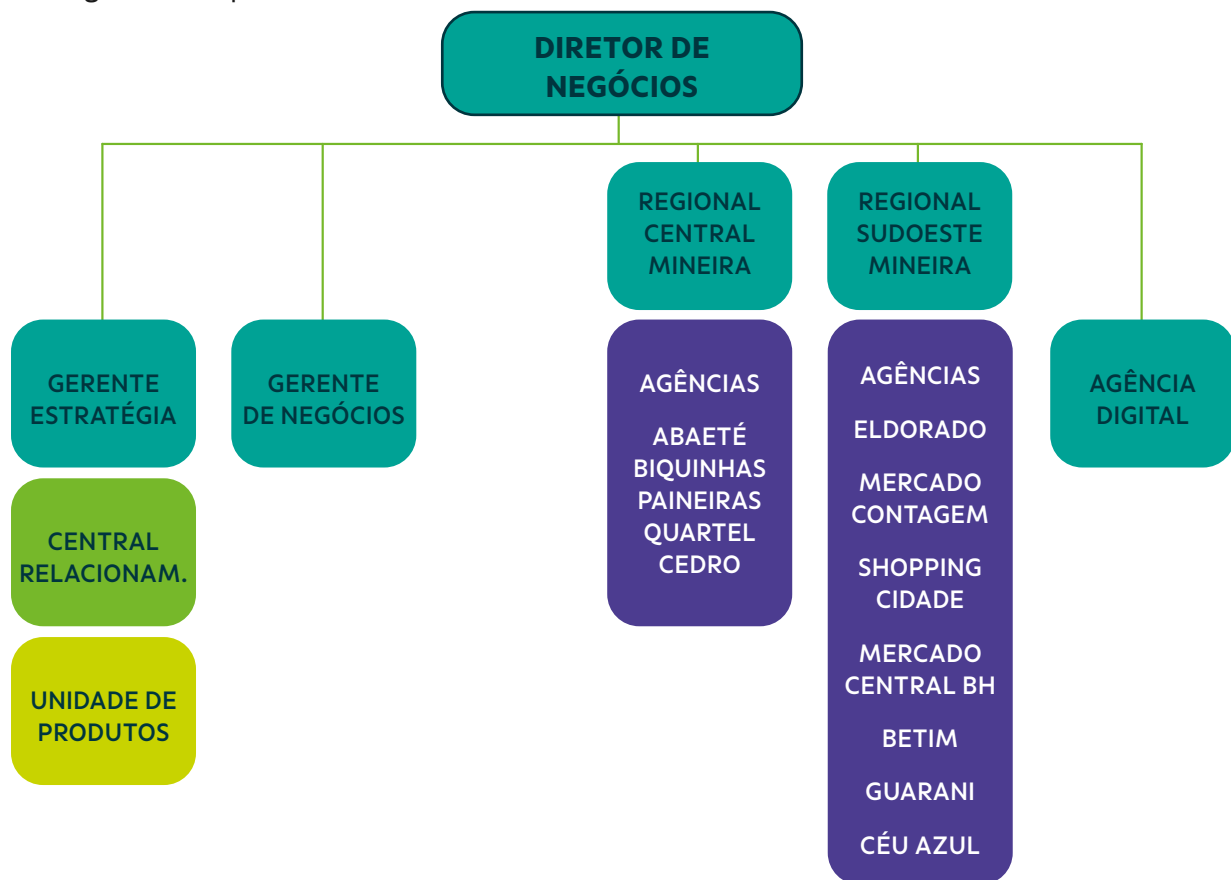 DIRETOR DE
NEGÓCIOS
REGIONAL
CENTRAL
MINEIRA
REGIONAL
SUDOESTE
MINEIRA
GERENTE
ESTRATÉGIA
GERENTE
DE NEGÓCIOS
AGÊNCIA
DIGITAL
CENTRAL
RELACIONAM.
UNIDADE DE
PRODUTOS
AGÊNCIAS
ABAETÉ
BIQUINHAS
PAINEIRAS
QUARTEL
CEDRO
AGÊNCIAS
ELDORADO
MERCADO
CONTAGEM
SHOPPING
CIDADE
MERCADO
CENTRAL BH
BETIM
GUARANI
CÉU AZUL